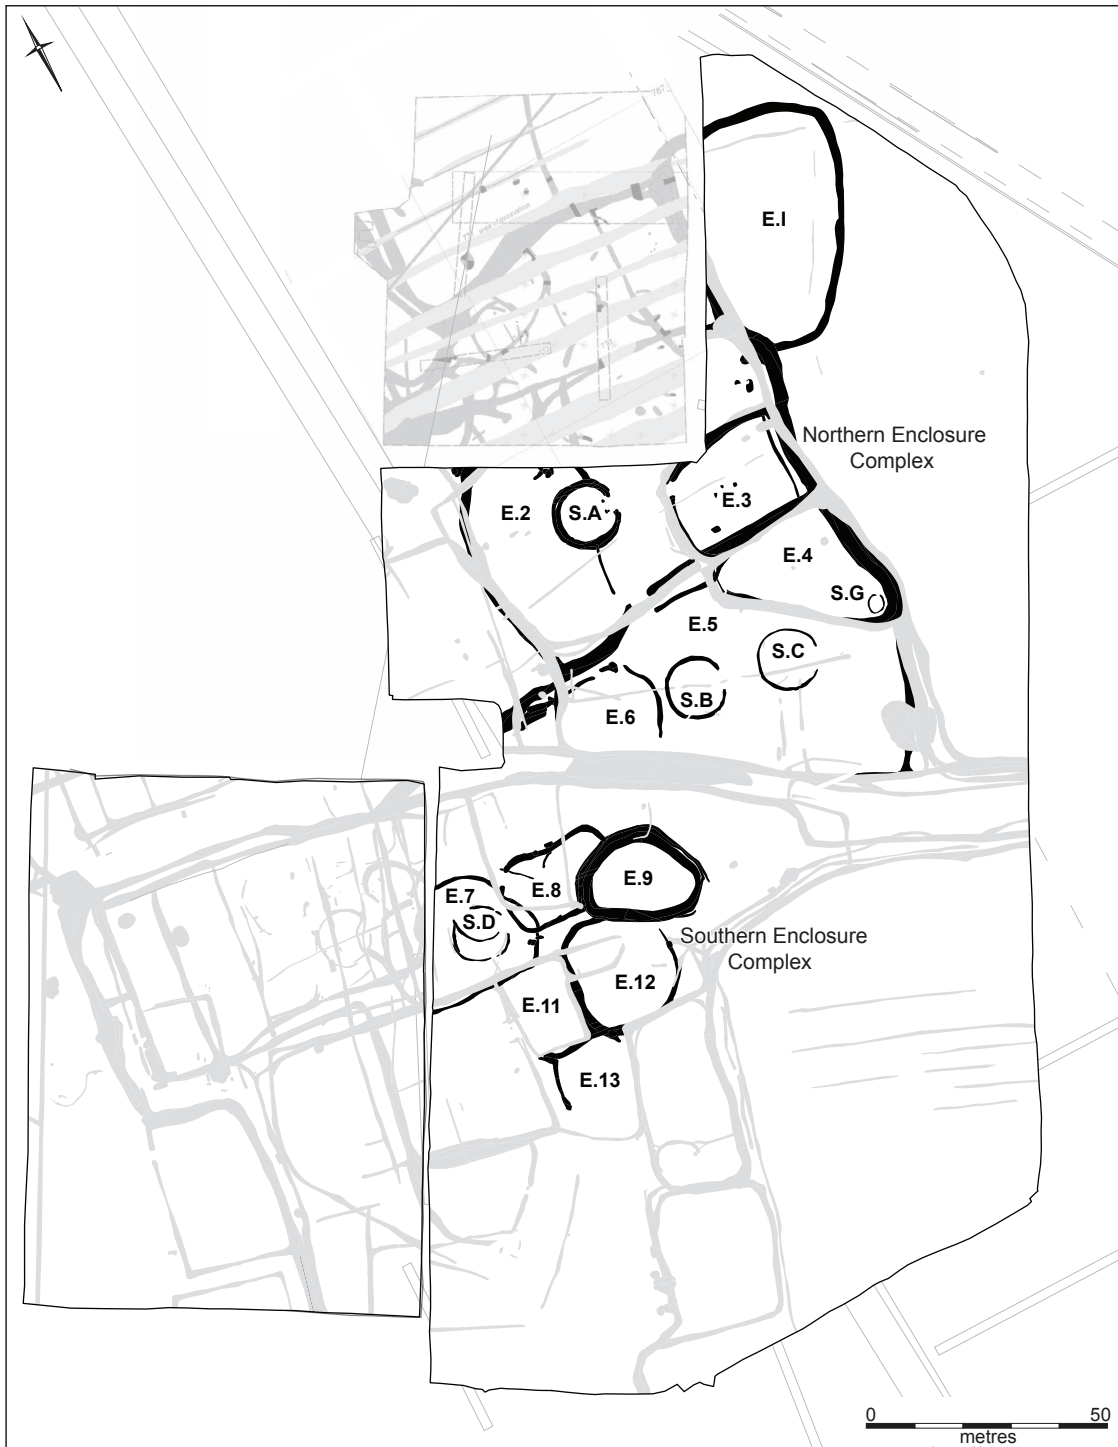 787
E.I
Northern Enclosure
Complex
E.2
S.A
E.3
E.4
S.G
E.5
S.C
S.B
E.6
E.7
S.D
E.8
E.9
Southern Enclosure
Complex
E.11
E.12
E.13
0
50
metres